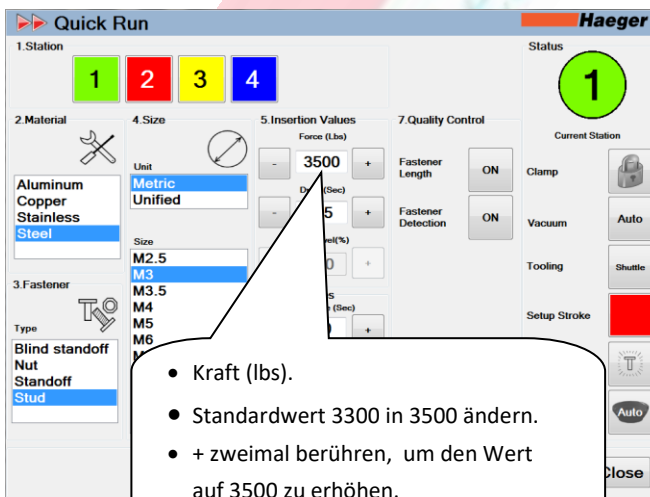 Quick Run
Haeger
1.Station
1
2
3
4
Status
1
Current Station
2.Material
Aluminum
Copper
Stainless
Steel
3.Fastener
Type
Blind standoff
Nut
Standoff
Stud
4.Size
Unit
Metric
Unified
Size
M2.5
M3
M3.5
M4
M5
M6
5.Insertion Values
Force (Lbs)
- 3500 +
(Sec)
- 5 +
(%)
0 +
(Sec)
+
7.Quality Control
Fastener
Length
ON
Fastener
Detection
ON
Clamp
Vacuum
Auto
Tooling
Shuttle
Setup Stroke
T
Auto
Close
• Kraft (lbs).
• Standardwert 3300 in 3500 ändern.
• + zweimal berühren, um den Wert
auf 3500 zu erhöhen.